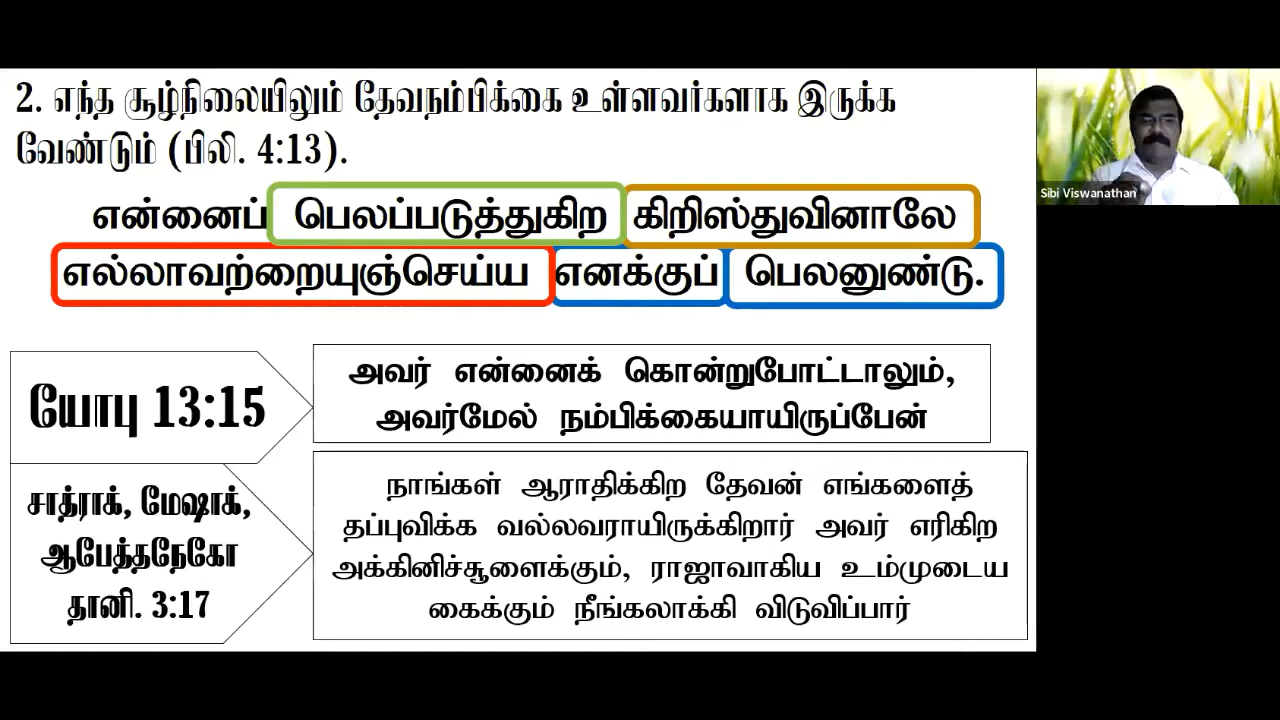 2. எந்த சூழ்நிலையிலும் தேவநம்பிக்கை உள்ளவர்களாக இருக்க
வேண்டும் (பிலி. 4:13).
என்னைப் பெலப்படுத்துகிற கிறிஸ்துவினாலே
எல்லாவற்றையுஞ்செய்ய எனக்குப் பெலனுண்டு.
யோபு 13:15
அவர் என்னைக் கொன்றுபோட்டாலும்,
அவர்மேல் நம்பிக்கையாயிருப்பேன்
சாத்ராக், மேஷாக்,
ஆபேத்தநேகோ
தானி. 3:17
நாங்கள் ஆராதிக்கிற தேவன் எங்களைத்
தப்புவிக்க வல்லவராயிருக்கிறார் அவர் எரிகிற
அக்கினிச்சூளைக்கும், ராஜாவாகிய உம்முடைய
கைக்கும் நீங்கலாக்கி விடுவிப்பார்
Sibi Viswanathan